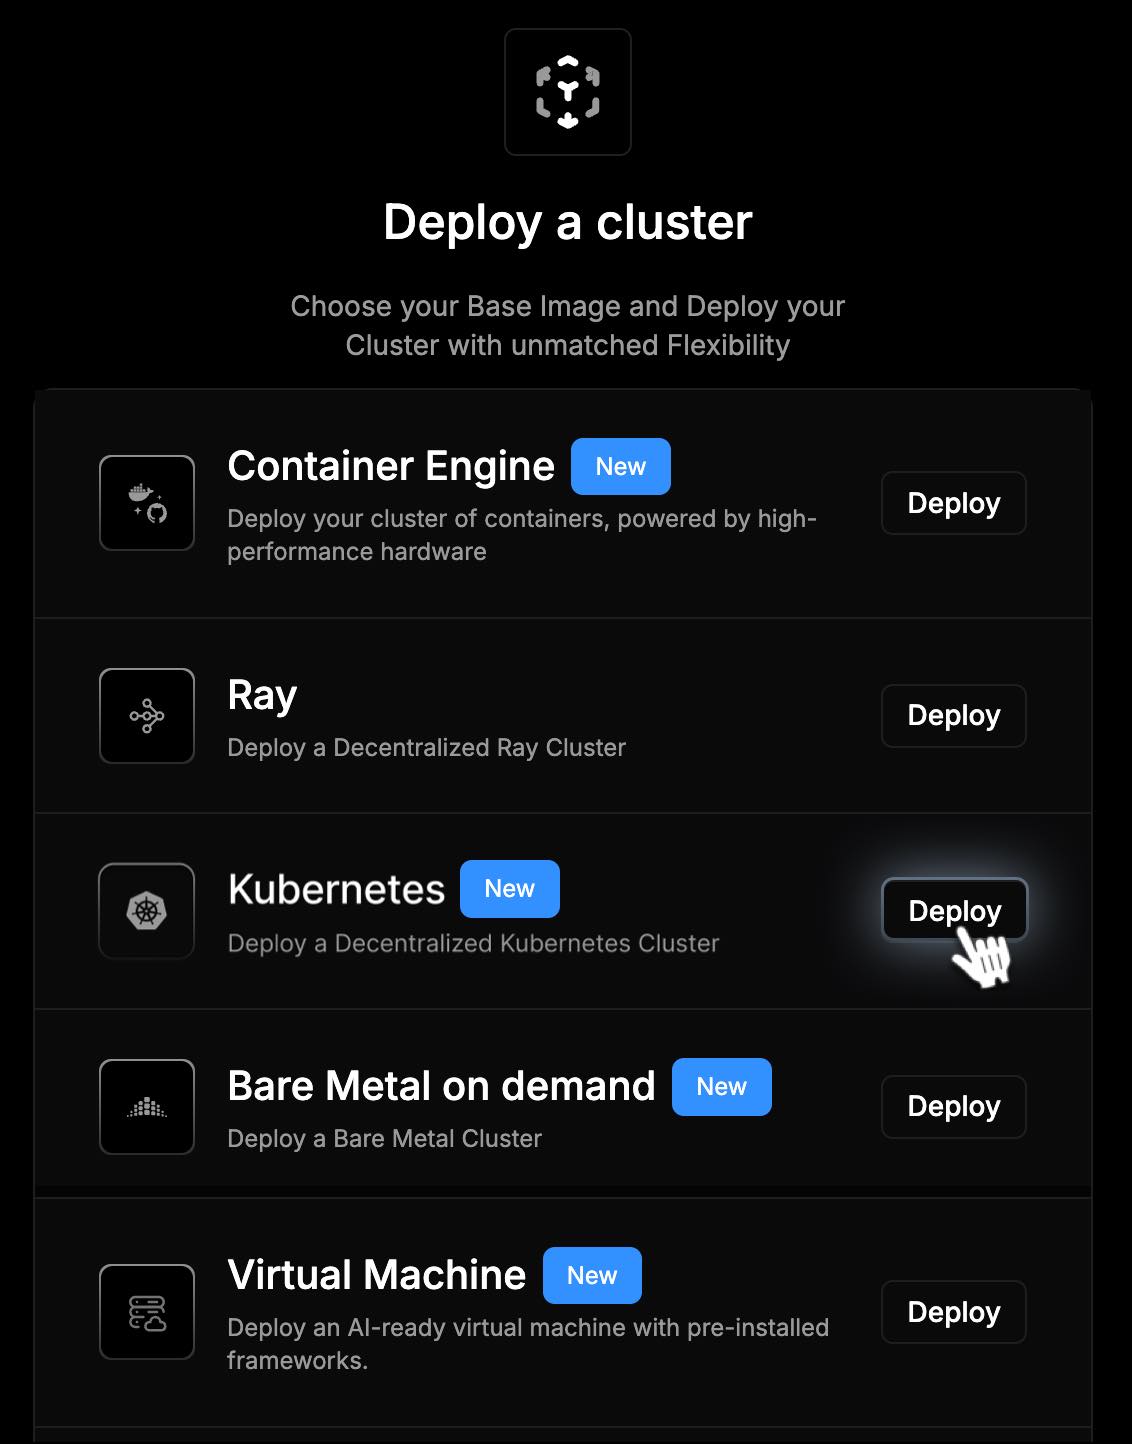 Deploy a cluster
Choose your Base Image and Deploy your
Cluster with unmatched Flexibility
Container Engine New
Deploy your cluster of containers, powered by high-
performance hardware
Deploy
Ray
Deploy a Decentralized Ray Cluster
Deploy
Kubernetes New
Deploy a Decentralized Kubernetes Cluster
Deploy
Bare Metal on demand New
Deploy a Bare Metal Cluster
Deploy
Virtual Machine New
Deploy an AI-ready virtual machine with pre-installed
frameworks.
Deploy